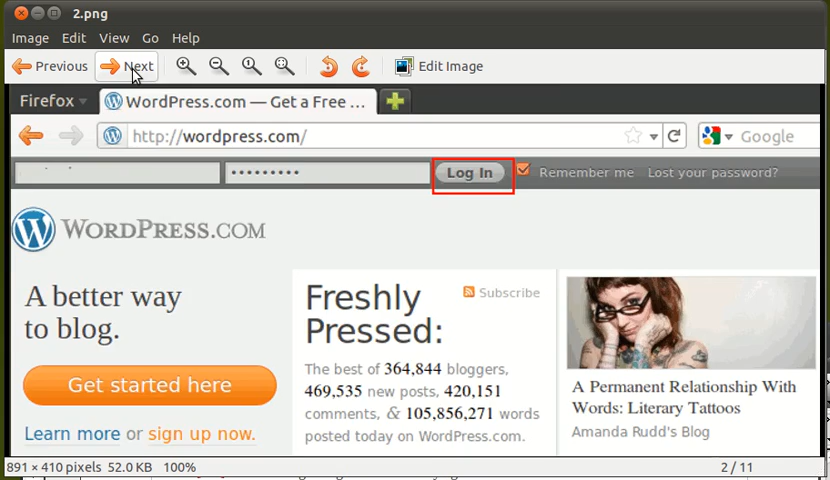 2.png
Image Edit View Go Help
Previous Next Edit Image
Firefox WordPress.com — Get a Free ...
http://wordpress.com/ Google
Log In Remember me Lost your password?
WORDPRESS.COM
A better way
to blog.
Get started here
Learn more or sign up now.
Freshly
Pressed:
Subscribe
The best of 364,844 bloggers,
469,535 new posts, 420,151
comments, & 105,856,271 words
posted today on WordPress.com.
A Permanent Relationship With
Words: Literary Tattoos
Amanda Rudd's Blog
891 × 410 pixels 52.0 KB 100% 2 / 11